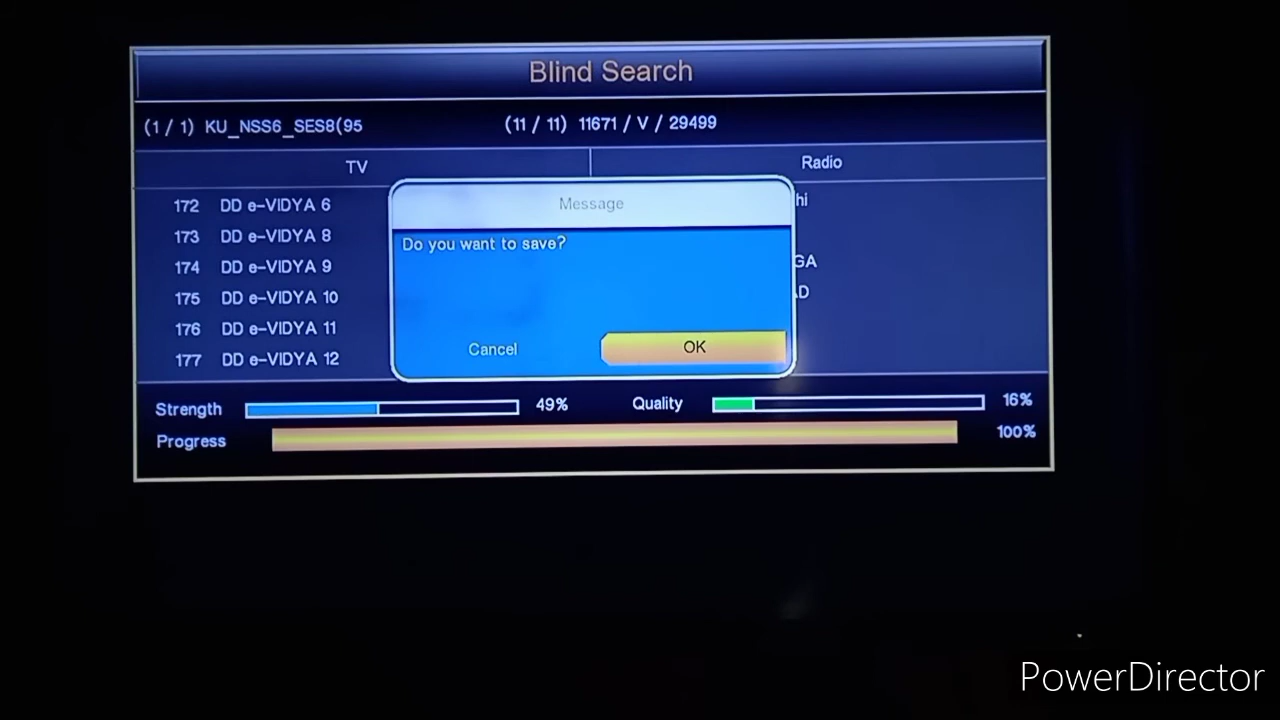 Blind Search
(1 / 1) KU_NSS6_SES8(95 (11 / 11) 11671 / V / 29499
TV Radio
172 DD e-VIDYA 6
173 DD e-VIDYA 8
174 DD e-VIDYA 9
175 DD e-VIDYA 10
176 DD e-VIDYA 11
177 DD e-VIDYA 12
hi
GA
D
Message
Do you want to save?
Cancel OK
Strength 49% Quality 16%
Progress 100%
PowerDirector